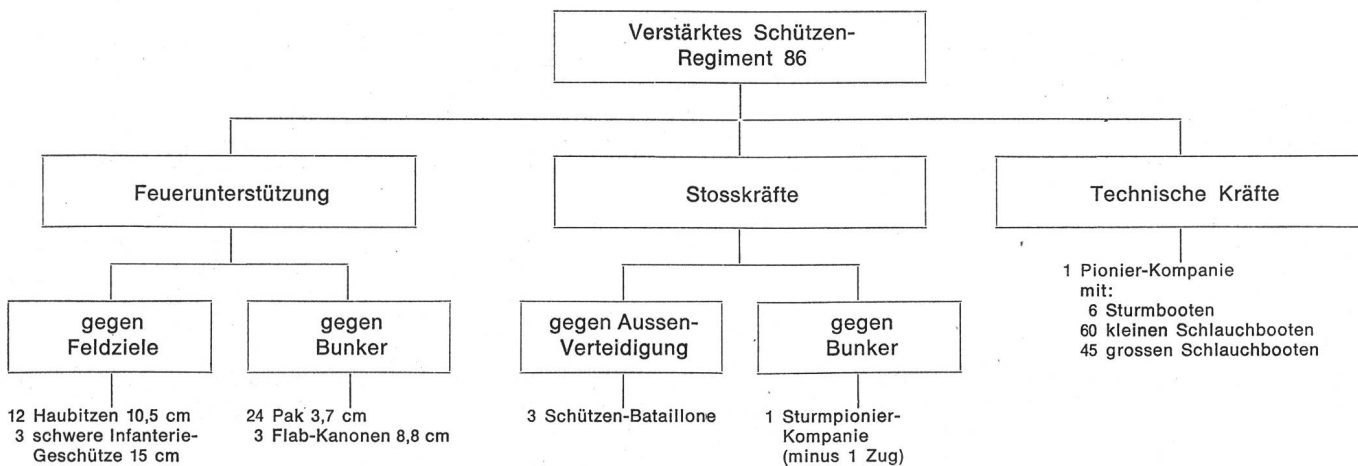 Verstärktes Schützen-
Regiment 86
Feuerunterstützung
Stosskräfte
Technische Kräfte
gegen
Feldziele
gegen
Bunker
gegen Aussen-
Verteidigung
gegen
Bunker
1 Pionier-Kompanie
mit:
6 Sturmbooten
60 kleinen Schlauchbooten
45 grossen Schlauchbooten
12 Haubitzen 10,5 cm
3 schwere Infanterie-
Geschütze 15 cm
24 Pak 3,7 cm
3 Flab-Kanonen 8,8 cm
3 Schützen-Bataillone
1 Sturmpionier-
Kompanie
(minus 1 Zug)